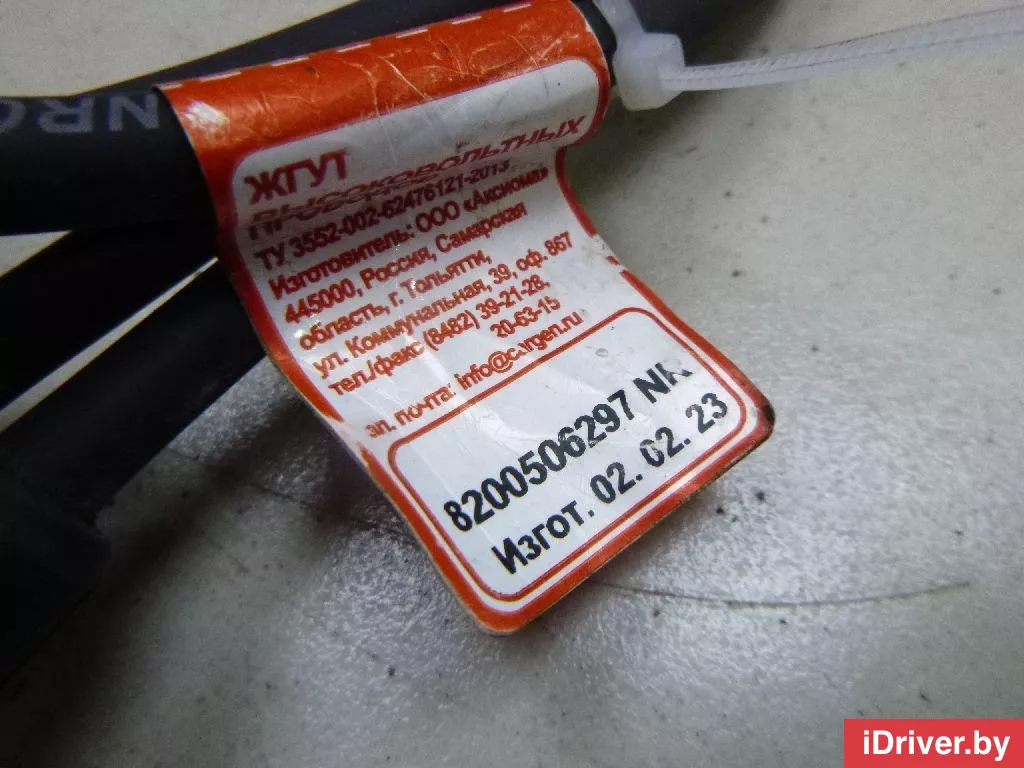 ЖГУТ
ВЫСОКОВОЛЬТНЫХ
ТУ 3552-002-62476121-2013
Изготовитель: ООО «Аксиома»
445000, Россия, Самарская
область, г. Тольятти,
ул. Коммунальная, 39, оф. 867
тел./факс (8482) 39-21-28,
20-63-15
эл. почта: info@cargen.ru
8200506297
Изгот. 02. 02. 23
iDriver.by